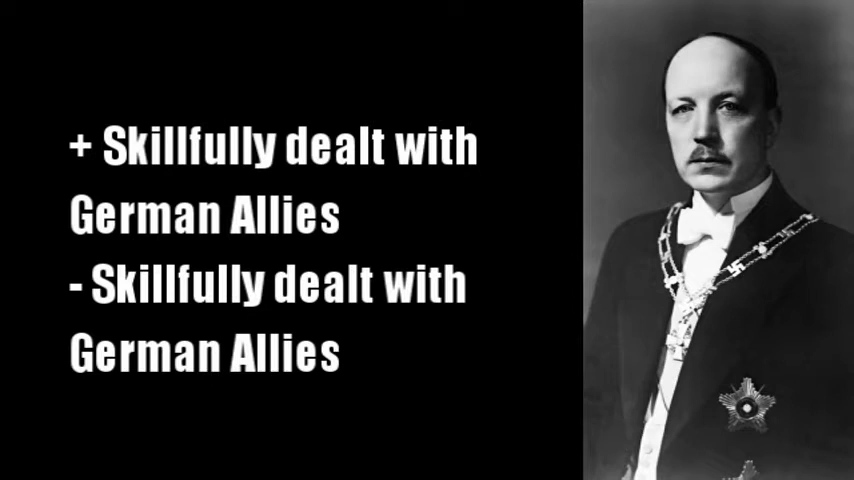 + Skillfully dealt with
German Allies
- Skillfully dealt with
German Allies